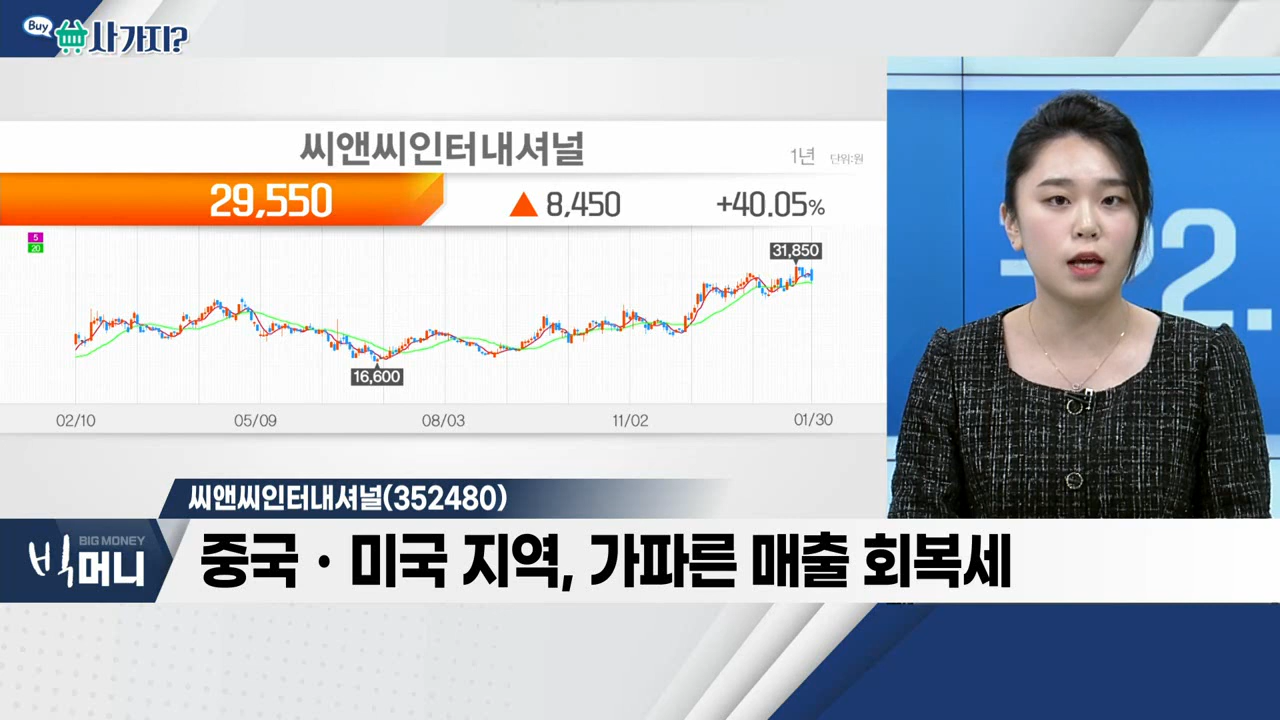 Buy
사 가지?
씨앤씨인터내셔널
1년 단위:원
29,550
▲ 8,450
+40.05%
5
20
31,850
16,600
02/10 05/09 08/03 11/02 01/30
씨앤씨인터내셔널(352480)
BIG MONEY
빅머니
중국·미국 지역, 가파른 매출 회복세